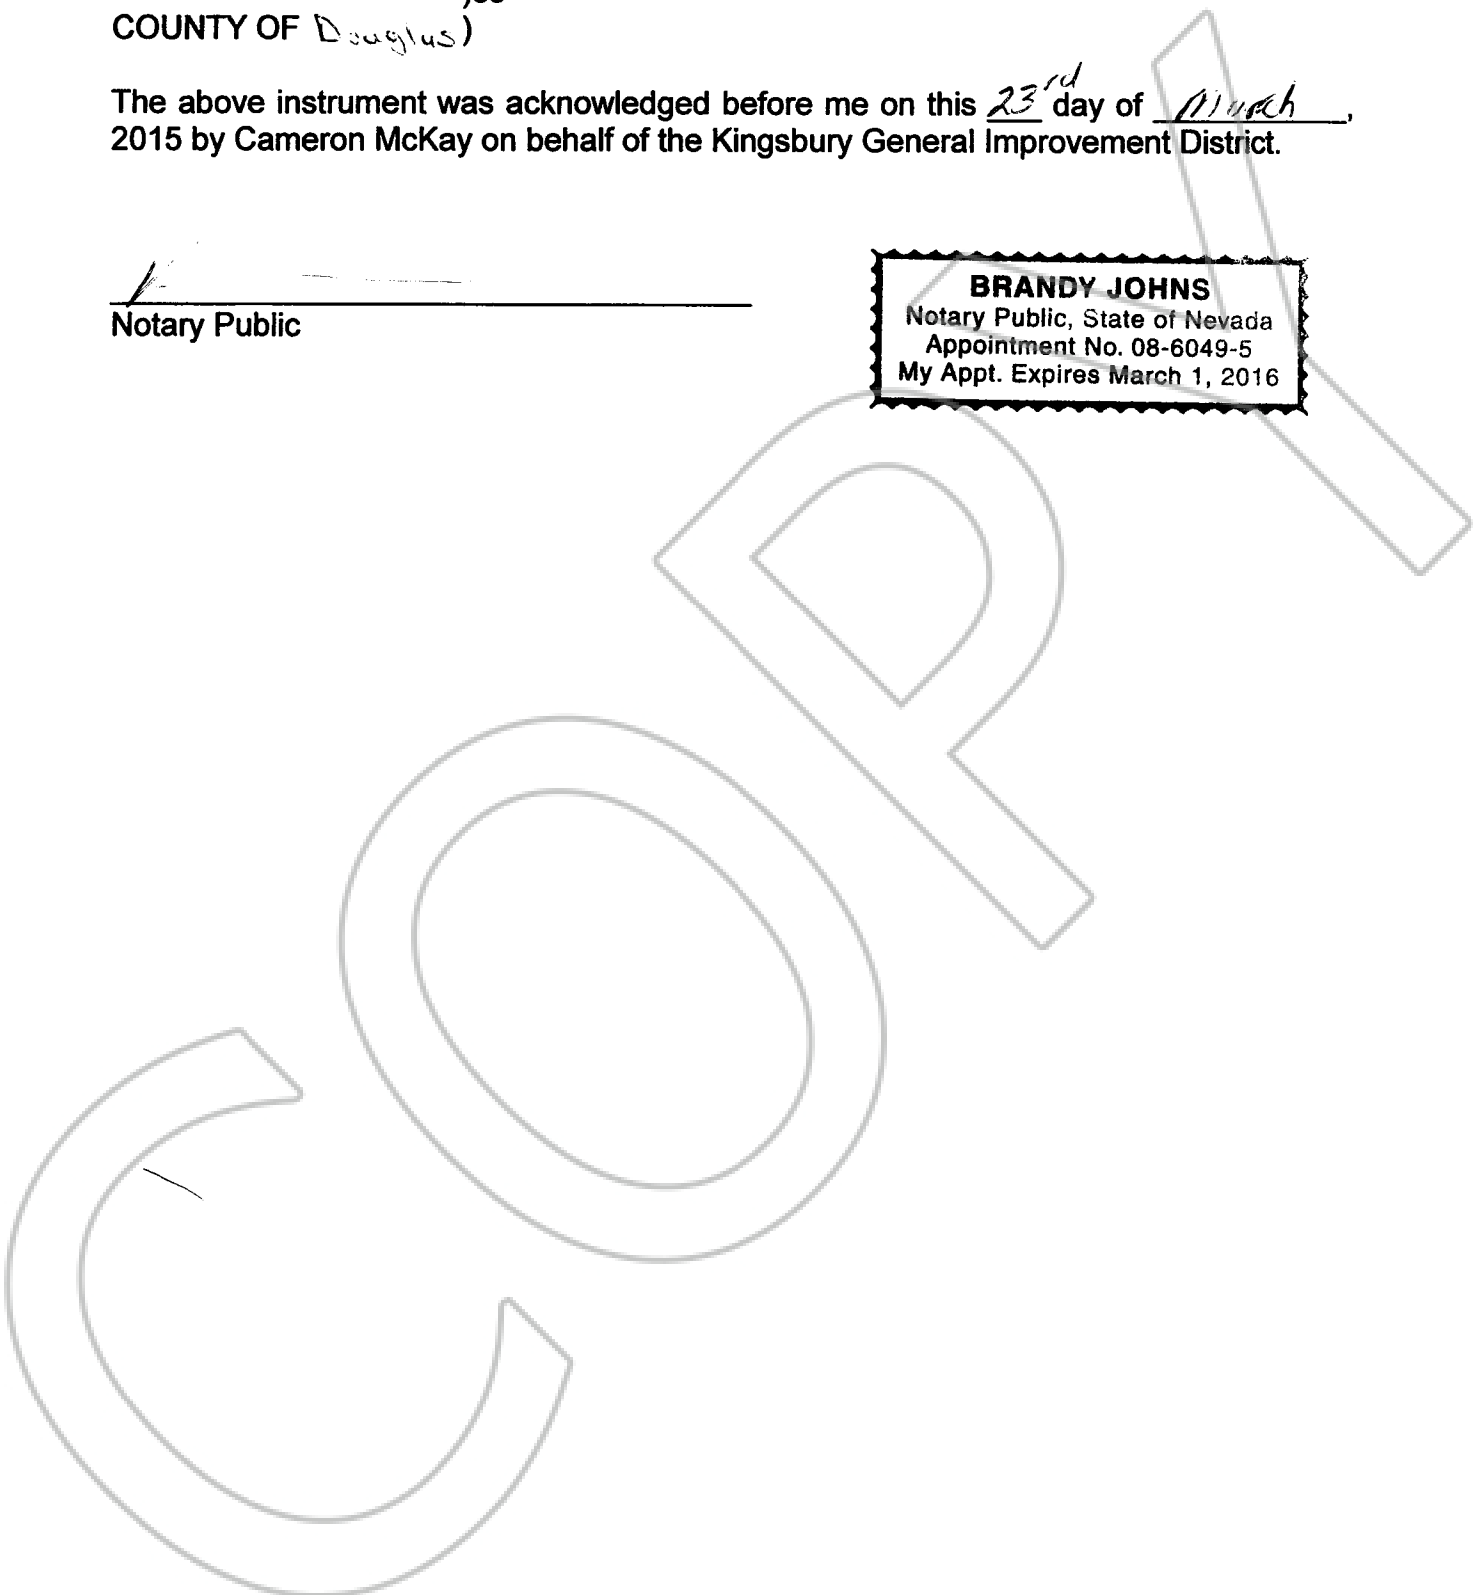 COUNTY OF Douglas)
The above instrument was acknowledged before me on this 23rd day of March,
2015 by Cameron McKay on behalf of the Kingsbury General Improvement District.
Notary Public
BRANDY JOHNS
Notary Public, State of Nevada
Appointment No. 08-6049-5
My Appt. Expires March 1, 2016
COPY